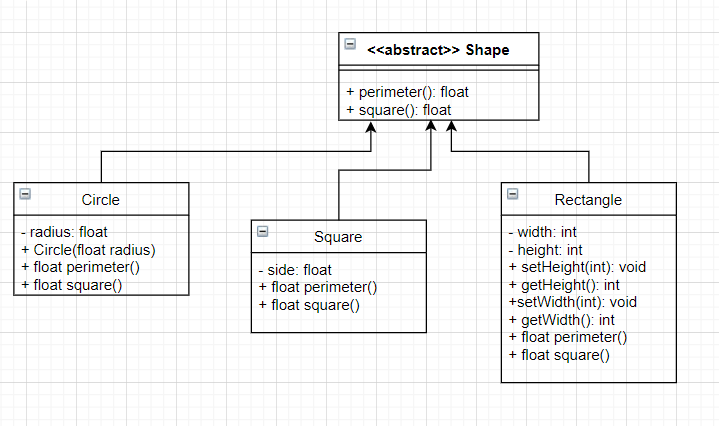 <<abstract>> Shape
+ perimeter(): float
+ square(): float
Circle
- radius: float
+ Circle(float radius)
+ float perimeter()
+ float square()
Square
- side: float
+ float perimeter()
+ float square()
Rectangle
- width: int
- height: int
+ setHeight(int): void
+ getHeight(): int
+setWidth(int): void
+ getWidth(): int
+ float perimeter()
+ float square()